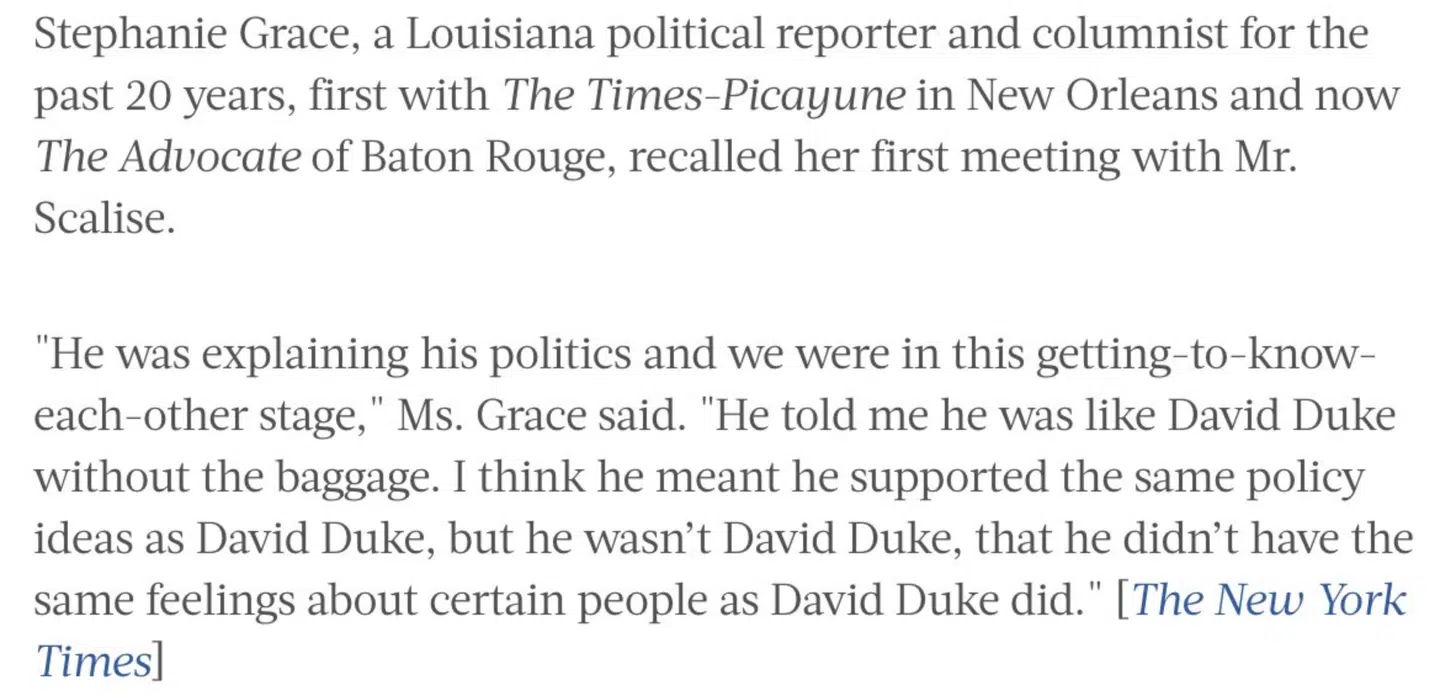 Stephanie Grace, a Louisiana political reporter and columnist for the
past 20 years, first with The Times-Picayune in New Orleans and now
The Advocate of Baton Rouge, recalled her first meeting with Mr.
Scalise.
"He was explaining his politics and we were in this getting-to-know-
each-other stage," Ms. Grace said. "He told me he was like David Duke
without the baggage. I think he meant he supported the same policy
ideas as David Duke, but he wasn’t David Duke, that he didn’t have the
same feelings about certain people as David Duke did." [The New York
Times]